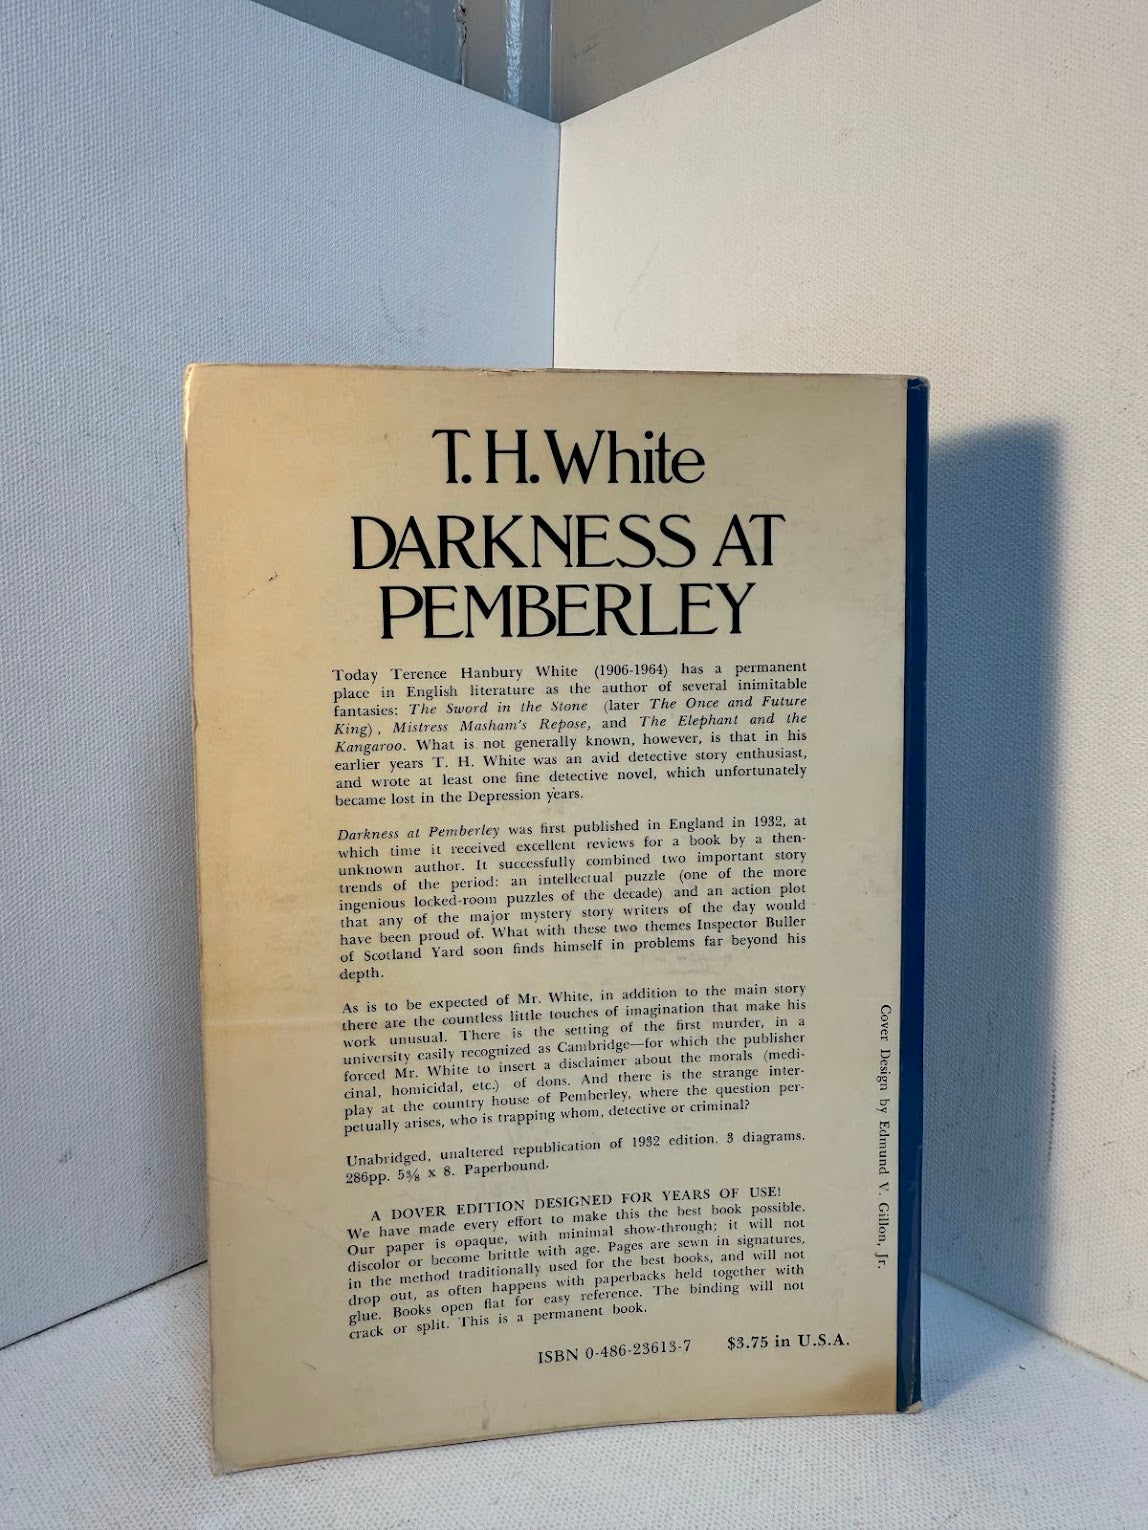 T. H. White
DARKNESS AT
PEMBERLEY
Today Terence Hanbury White (1906-1964) has a permanent
place in English literature as the author of several inimitable
fantasies: The Sword in the Stone (later The Once and Future
King), Mistress Masham's Repose, and The Elephant and the
Kangaroo. What is not generally known, however, is that in his
earlier years T. H. White was an avid detective story enthusiast,
and wrote at least one fine detective novel, which unfortunately
became lost in the Depression years.
Darkness at Pemberley was first published in England in 1932, at
which time it received excellent reviews for a book by a then-
unknown author. It successfully combined two important story
trends of the period: an intellectual puzzle (one of the more
ingenious locked-room puzzles of the decade) and an action plot
that any of the major mystery story writers of the day would
have been proud of. What with these two themes Inspector Buller
of Scotland Yard soon finds himself in problems far beyond his
depth.
As is to be expected of Mr. White, in addition to the main story
there are the countless little touches of imagination that make his
work unusual. There is the setting of the first murder, in a
university easily recognized as Cambridge—for which the publisher
forced Mr. White to insert a disclaimer about the morals (medi-
cinal, homicidal, etc.) of dons. And there is the strange inter-
play at the country house of Pemberley, where the question per-
petually arises, who is trapping whom, detective or criminal?
Unabridged, unaltered republication of 1932 edition. 3 diagrams.
286pp. 5⅜ x 8. Paperbound.
A DOVER EDITION DESIGNED FOR YEARS OF USE!
We have made every effort to make this the best book possible.
Our paper is opaque, with minimal show-through; it will not
discolor or become brittle with age. Pages are sewn in signatures,
in the method traditionally used for the best books, and will not
drop out, as often happens with paperbacks held together with
glue. Books open flat for easy reference. The binding will not
crack or split. This is a permanent book.
ISBN 0-486-23613-7 $3.75 in U.S.A.
Cover Design by Edmund V. Gillon, Jr.